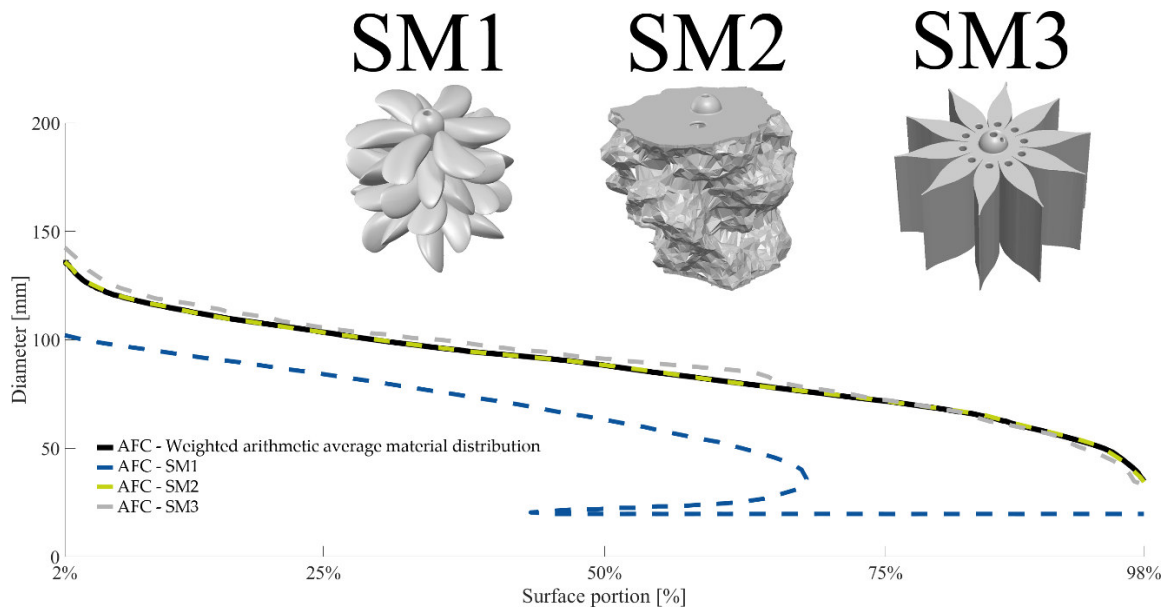 SM1 SM2 SM3
200
150
100
50
0
Diameter [mm]
AFC - Weighted arithmetic average material distribution
AFC - SM1
AFC - SM2
AFC - SM3
2% 25% 50% 75% 98%
Surface portion [%]